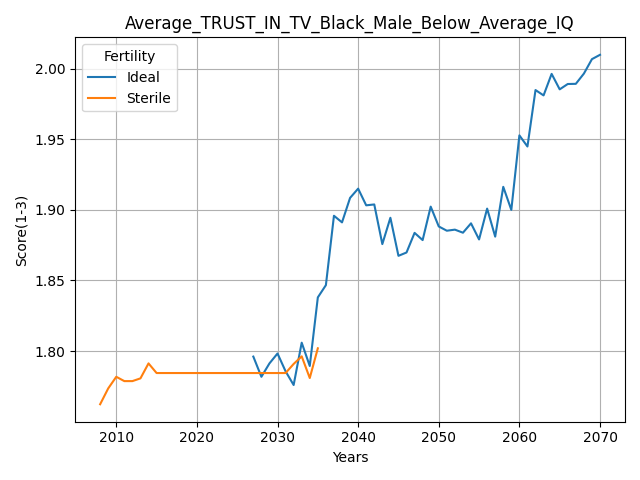 Average_TRUST_IN_TV_Black_Male_Below_Average_IQ
Fertility
Ideal
Sterile
Score(1-3)
2.00
1.95
1.90
1.85
1.80
2010 2020 2030 2040 2050 2060 2070
Years